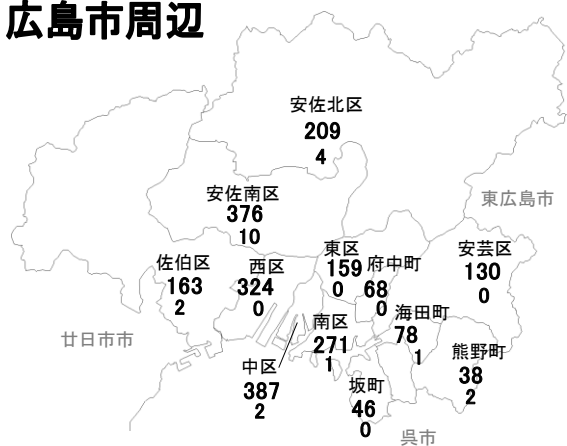 広島市周辺
安佐北区
209
4
安佐南区
376
10
東広島市
佐伯区
163
2
西区
324
0
東区
159
0
府中町
68
0
安芸区
130
0
海田町
78
1
南区
271
1
廿日市市
中区
387
2
熊野町
38
2
坂町
46
0
呉市